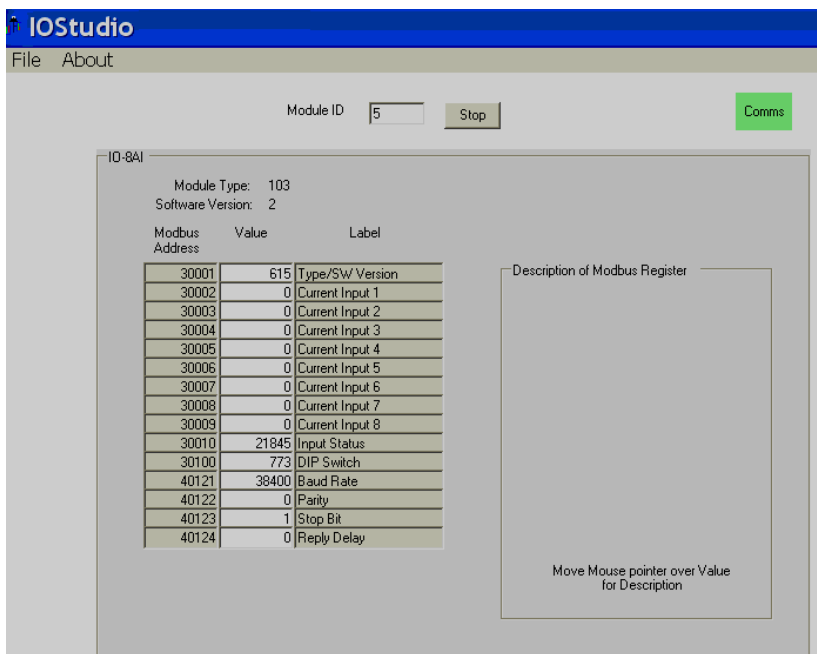 IOStudio
File About
Module ID 5 Stop Comms
IO-8AI
Module Type: 103
Software Version: 2
Modbus Address Value Label
30001 615 Type/SW Version
30002 0 Current Input 1
30003 0 Current Input 2
30004 0 Current Input 3
30005 0 Current Input 4
30006 0 Current Input 5
30007 0 Current Input 6
30008 0 Current Input 7
30009 0 Current Input 8
30010 21845 Input Status
30100 773 DIP Switch
40121 38400 Baud Rate
40122 0 Parity
40123 1 Stop Bit
40124 0 Reply Delay
Description of Modbus Register
Move Mouse pointer over Value
for Description